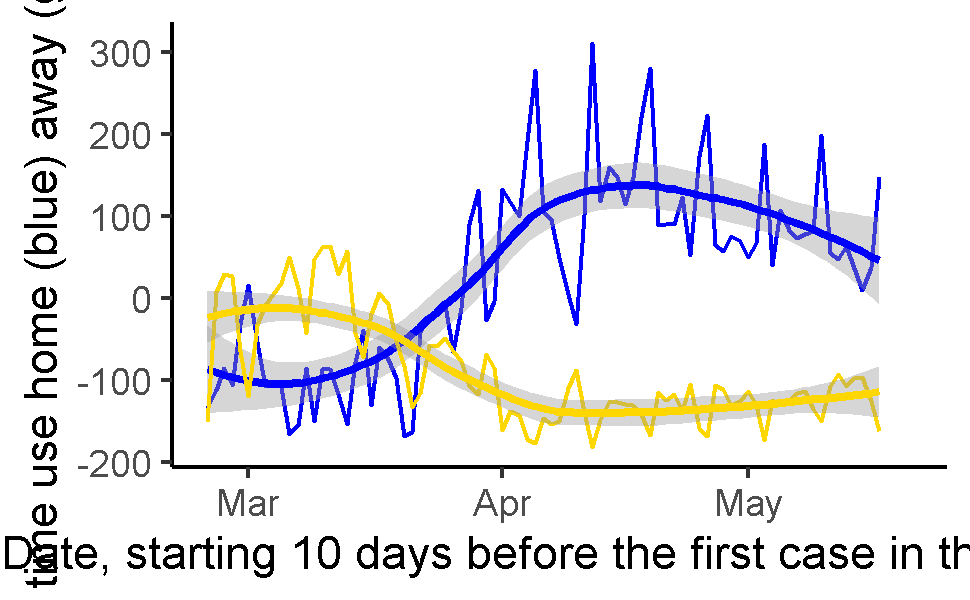 time use home (blue) away (
300
200
100
0
-100
-200
Mar Apr May
Date, starting 10 days before the first case in th